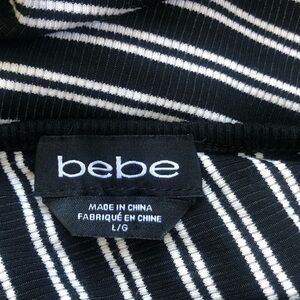 bebe
MADE IN CHINA
FABRIQUÉ EN CHINE
L/G